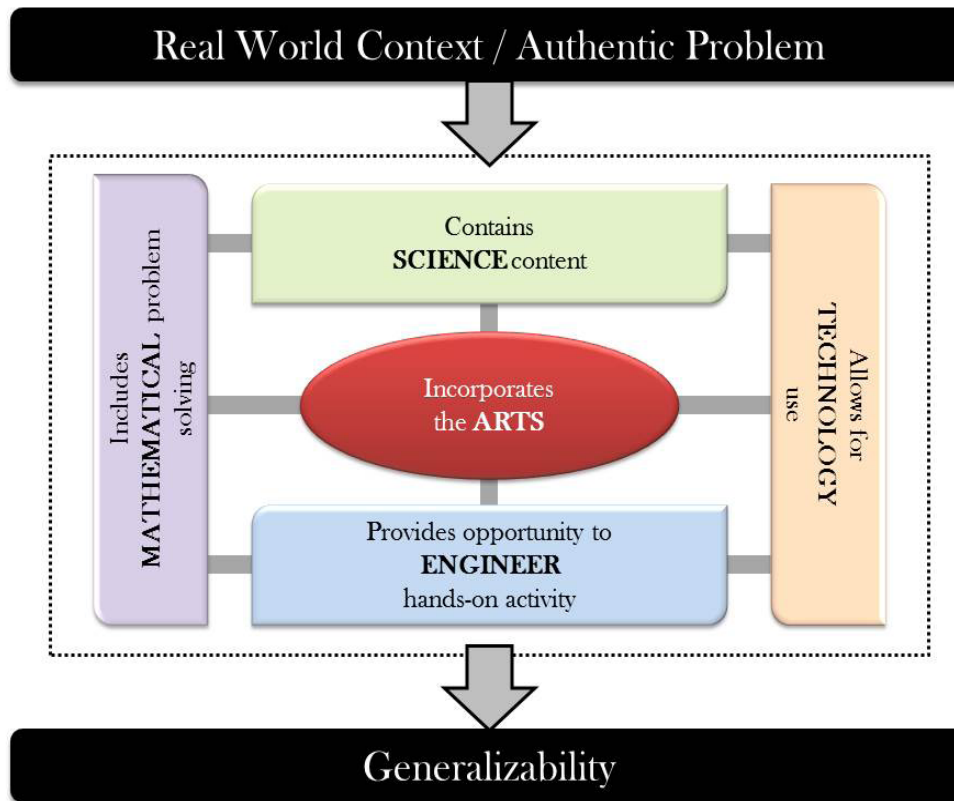 Real World Context / Authentic Problem
Includes
MATHEMATICAL problem
solving
Contains
SCIENCE content
Incorporates
the ARTS
Provides opportunity to
ENGINEER
hands-on activity
Allows for
TECHNOLOGY
use
Generalizability